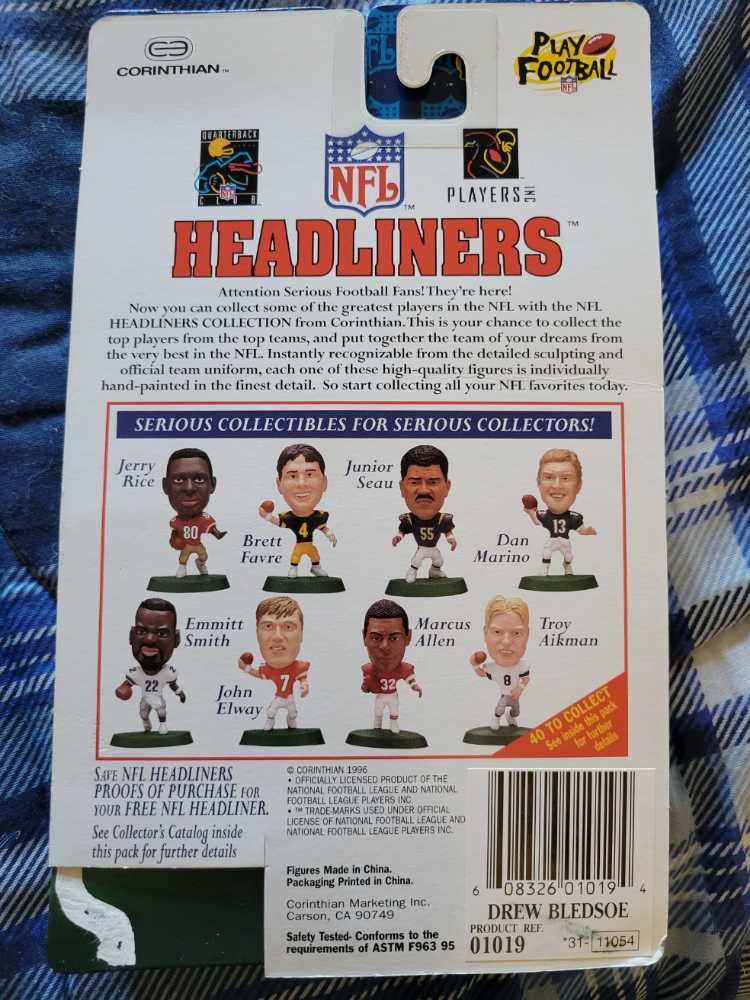 CORINTHIAN™
PLAY
FOOTBALL
NFL
QUARTERBACK
NFL
CLUB
NFL™
PLAYERS INC
HEADLINERS™
Attention Serious Football Fans! They're here!
Now you can collect some of the greatest players in the NFL with the NFL
HEADLINERS COLLECTION from Corinthian. This is your chance to collect the
top players from the top teams, and put together the team of your dreams from
the very best in the NFL. Instantly recognizable from the detailed sculpting and
official team uniform, each one of these high-quality figures is individually
hand-painted in the finest detail. So start collecting all your NFL favorites today.
SERIOUS COLLECTIBLES FOR SERIOUS COLLECTORS!
Jerry
Rice
80
Brett
Favre
4
Junior
Seau
55
Dan
Marino
13
Emmitt
Smith
22
John
Elway
7
Marcus
Allen
32
Troy
Aikman
8
40 TO COLLECT
See inside this pack
for further
details
SAVE NFL HEADLINERS
PROOFS OF PURCHASE FOR
YOUR FREE NFL HEADLINER.
See Collector's Catalog inside
this pack for further details
© CORINTHIAN 1996
• OFFICIALLY LICENSED PRODUCT OF THE
NATIONAL FOOTBALL LEAGUE AND NATIONAL
FOOTBALL LEAGUE PLAYERS INC.
• ™ TRADE-MARKS USED UNDER OFFICIAL
LICENSE OF NATIONAL FOOTBALL LEAGUE AND
NATIONAL FOOTBALL LEAGUE PLAYERS INC.
Figures Made in China.
Packaging Printed in China.
Corinthian Marketing Inc.
Carson, CA 90749
Safety Tested- Conforms to the
requirements of ASTM F963 95
6 08326 01019 4
DREW BLEDSOE
PRODUCT REF.
01019
*31- 11054